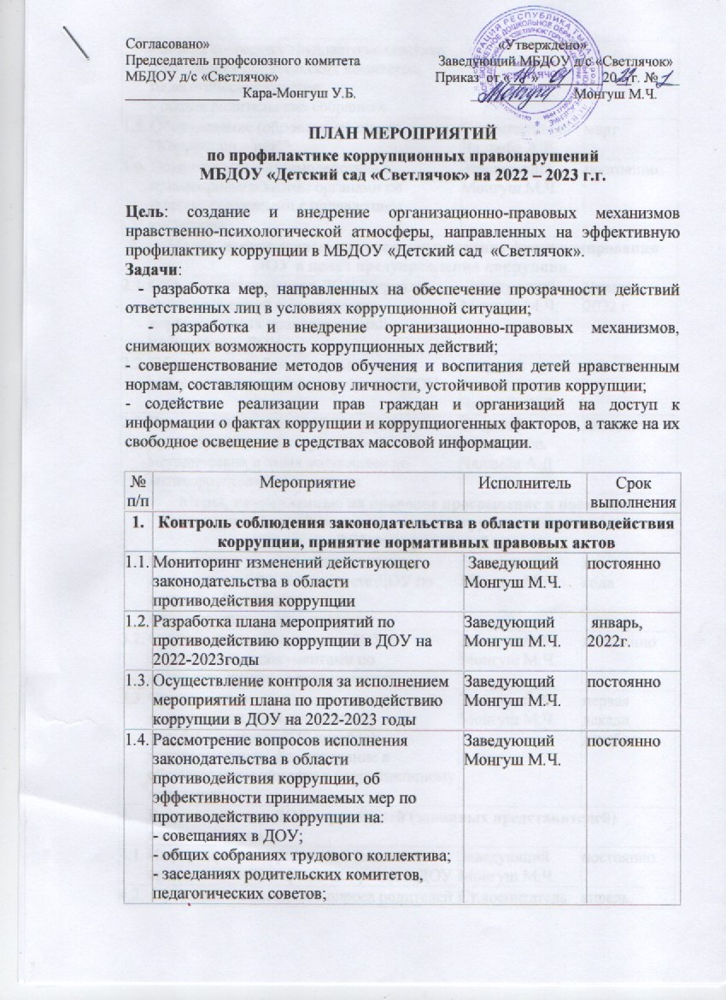 Согласовано» «Утверждено»
Председатель профсоюзного комитета Заведующий МБДОУ д/с «Светлячок»
МБДОУ д/с «Светлячок» Приказ от « » 20 г. №
________________ Кара-Монгуш У.Б. Монгуш М.Ч.
ПЛАН МЕРОПРИЯТИЙ
по профилактике коррупционных правонарушений
МБДОУ «Детский сад «Светлячок» на 2022 – 2023 г.г.
Цель: создание и внедрение организационно-правовых механизмов
нравственно-психологической атмосферы, направленных на эффективную
профилактику коррупции в МБДОУ «Детский сад «Светлячок».
Задачи:
- разработка мер, направленных на обеспечение прозрачности действий
ответственных лиц в условиях коррупционной ситуации;
- разработка и внедрение организационно-правовых механизмов,
снимающих возможность коррупционных действий;
- совершенствование методов обучения и воспитания детей нравственным
нормам, составляющим основу личности, устойчивой против коррупции;
- содействие реализации прав граждан и организаций на доступ к
информации о фактах коррупции и коррупциогенных факторов, а также на их
свободное освещение в средствах массовой информации.
№ Мероприятие Исполнитель Срок
п/п выполнения
1. Контроль соблюдения законодательства в области противодействия
коррупции, принятие нормативных правовых актов
1.1. Мониторинг изменений действующего Заведующий постоянно
законодательства в области Монгуш М.Ч.
противодействия коррупции
1.2. Разработка плана мероприятий по Заведующий январь,
противодействию коррупции в ДОУ на Монгуш М.Ч. 2022г.
2022-2023годы
1.3. Осуществление контроля за исполнением Заведующий постоянно
мероприятий плана по противодействию Монгуш М.Ч.
коррупции в ДОУ на 2022-2023 годы
1.4. Рассмотрение вопросов исполнения Заведующий постоянно
законодательства в области Монгуш М.Ч.
противодействия коррупции, об
эффективности принимаемых мер по
противодействию коррупции на:
- совещаниях в ДОУ;
- общих собраниях трудового коллектива;
- заседаниях родительских комитетов,
педагогических советов;